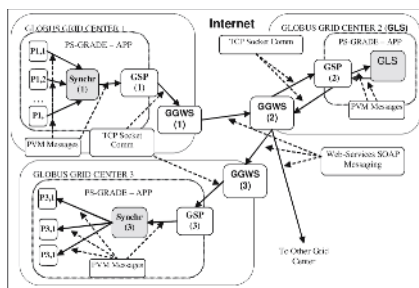 Internet
GLOBUS GRID CENTER 1
PS-GRADE – APP
P1,1
P1,2
...
P1,
Synchr
(1)
GSP
(1)
GGWS
(1)
PVM Messages
TCP Socket
Comm
GLOBUS GRID CENTER 2 (GLS)
TCP Socket Comm
PS-GRADE – APP
GSP
(2)
GLS
GGWS
(2)
PVM Messages
Web-Services SOAP
Messaging
GGWS
(3)
GLOBUS GRID CENTER 3
PS-GRADE – APP
P3,1
P3,1
P3,1
Synchr
(3)
GSP
(3)
PVM Messages
To Other Grid
Center